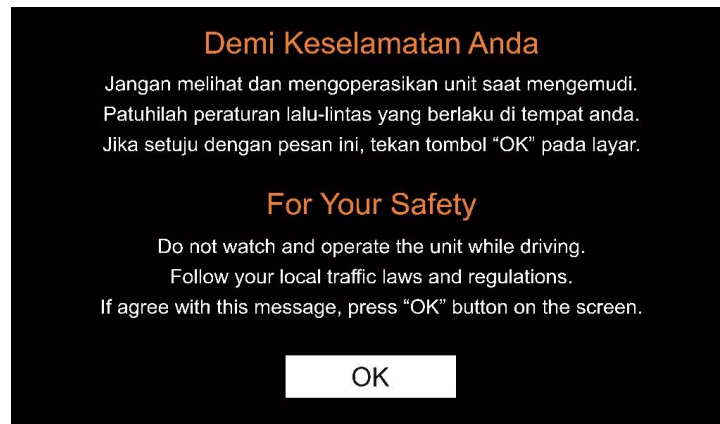 Demi Keselamatan Anda
Jangan melihat dan mengoperasikan unit saat mengemudi.
Patuhilah peraturan lalu-lintas yang berlaku di tempat anda.
Jika setuju dengan pesan ini, tekan tombol “OK” pada layar.
For Your Safety
Do not watch and operate the unit while driving.
Follow your local traffic laws and regulations.
If agree with this message, press “OK” button on the screen.
OK